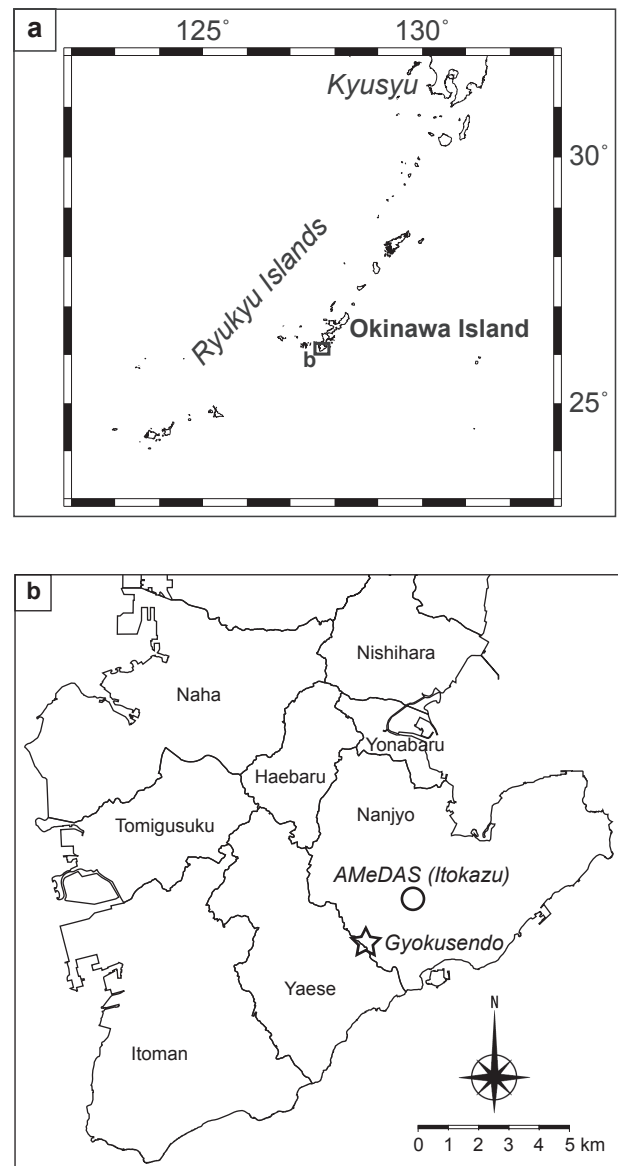 a
125°
130°
Kyusyu
30°
Ryukyu Islands
Okinawa Island
b
25°
b
Nishihara
Naha
Yonabaru
Haebaru
Nanjyo
Tomigusuku
AMeDAS (Itokazu)
Gyokusendo
Yaese
N
Itoman
0 1 2 3 4 5 km